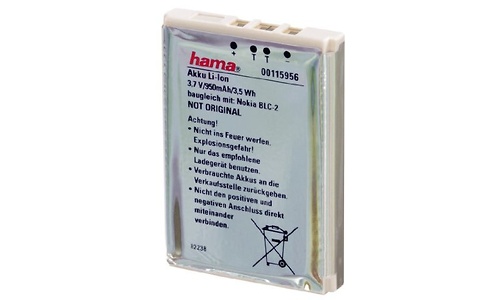 + T T -
hama® 00115956
Akku Li-Ion
3,7 V/950mAh/3,5 Wh
baugleich mit: Nokia BLC-2
NOT ORIGINAL
Achtung!
• Nicht ins Feuer werfen,
Explosionsgefahr!
• Nur das empfohlene
Ladegerät benutzen.
• Verbrauchte Akkus an die
Verkaufsstelle zurückgeben.
• Nicht den positiven und
negativen Anschluss direkt
miteinander
verbinden.
K2236